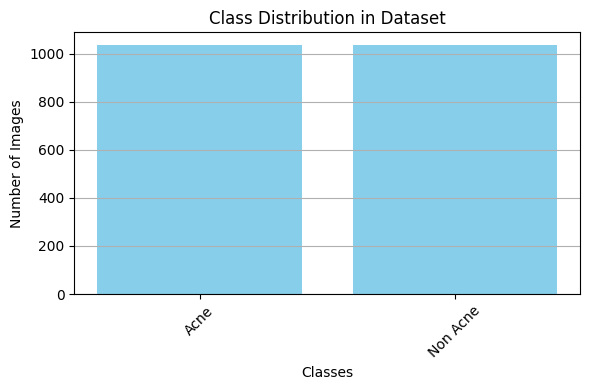 Class Distribution in Dataset
Number of Images
1000
800
600
400
200
0
Acne
Non Acne
Classes